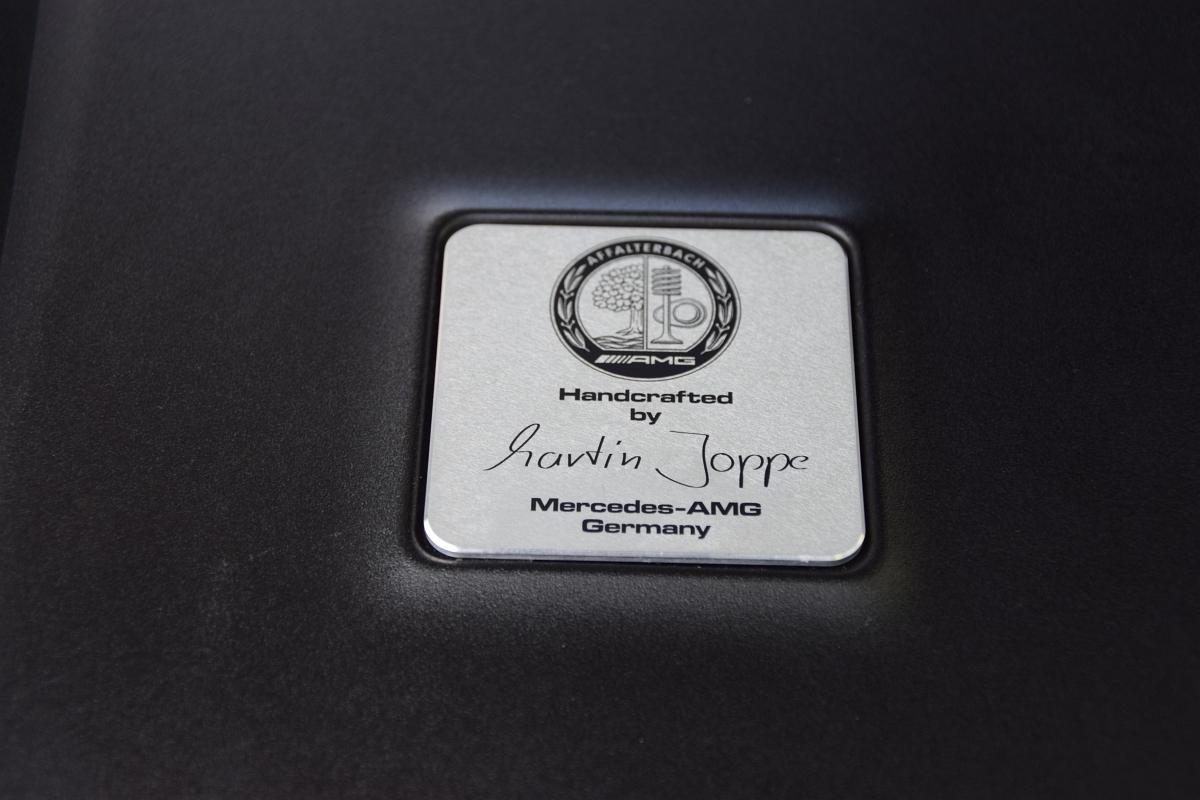 AFFALTERBACH
AMG
Handcrafted
by
Martin Joppe
Mercedes-AMG
Germany